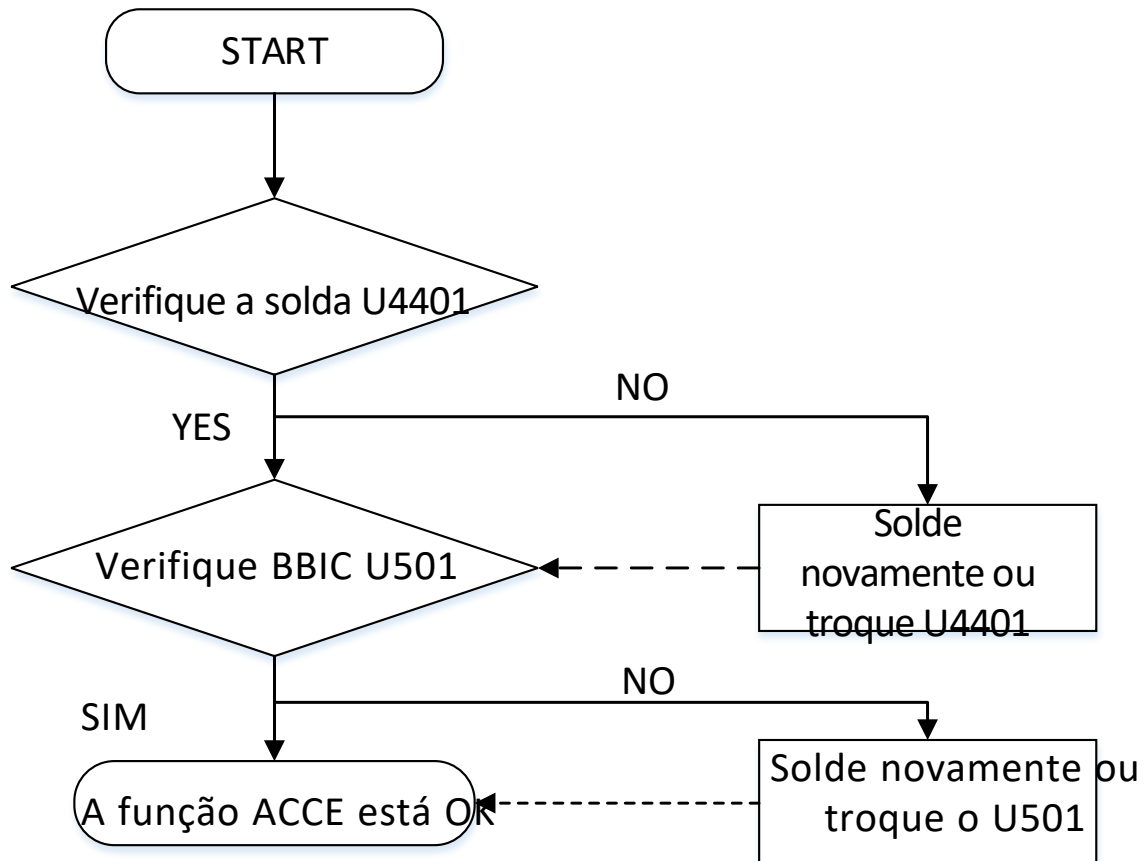 START
Verifique a solda U4401
NO
YES
Solde
novamente ou
troque U4401
Verifique BBIC U501
NO
SIM
Solde novamente ou
troque o U501
A função ACCE está OK